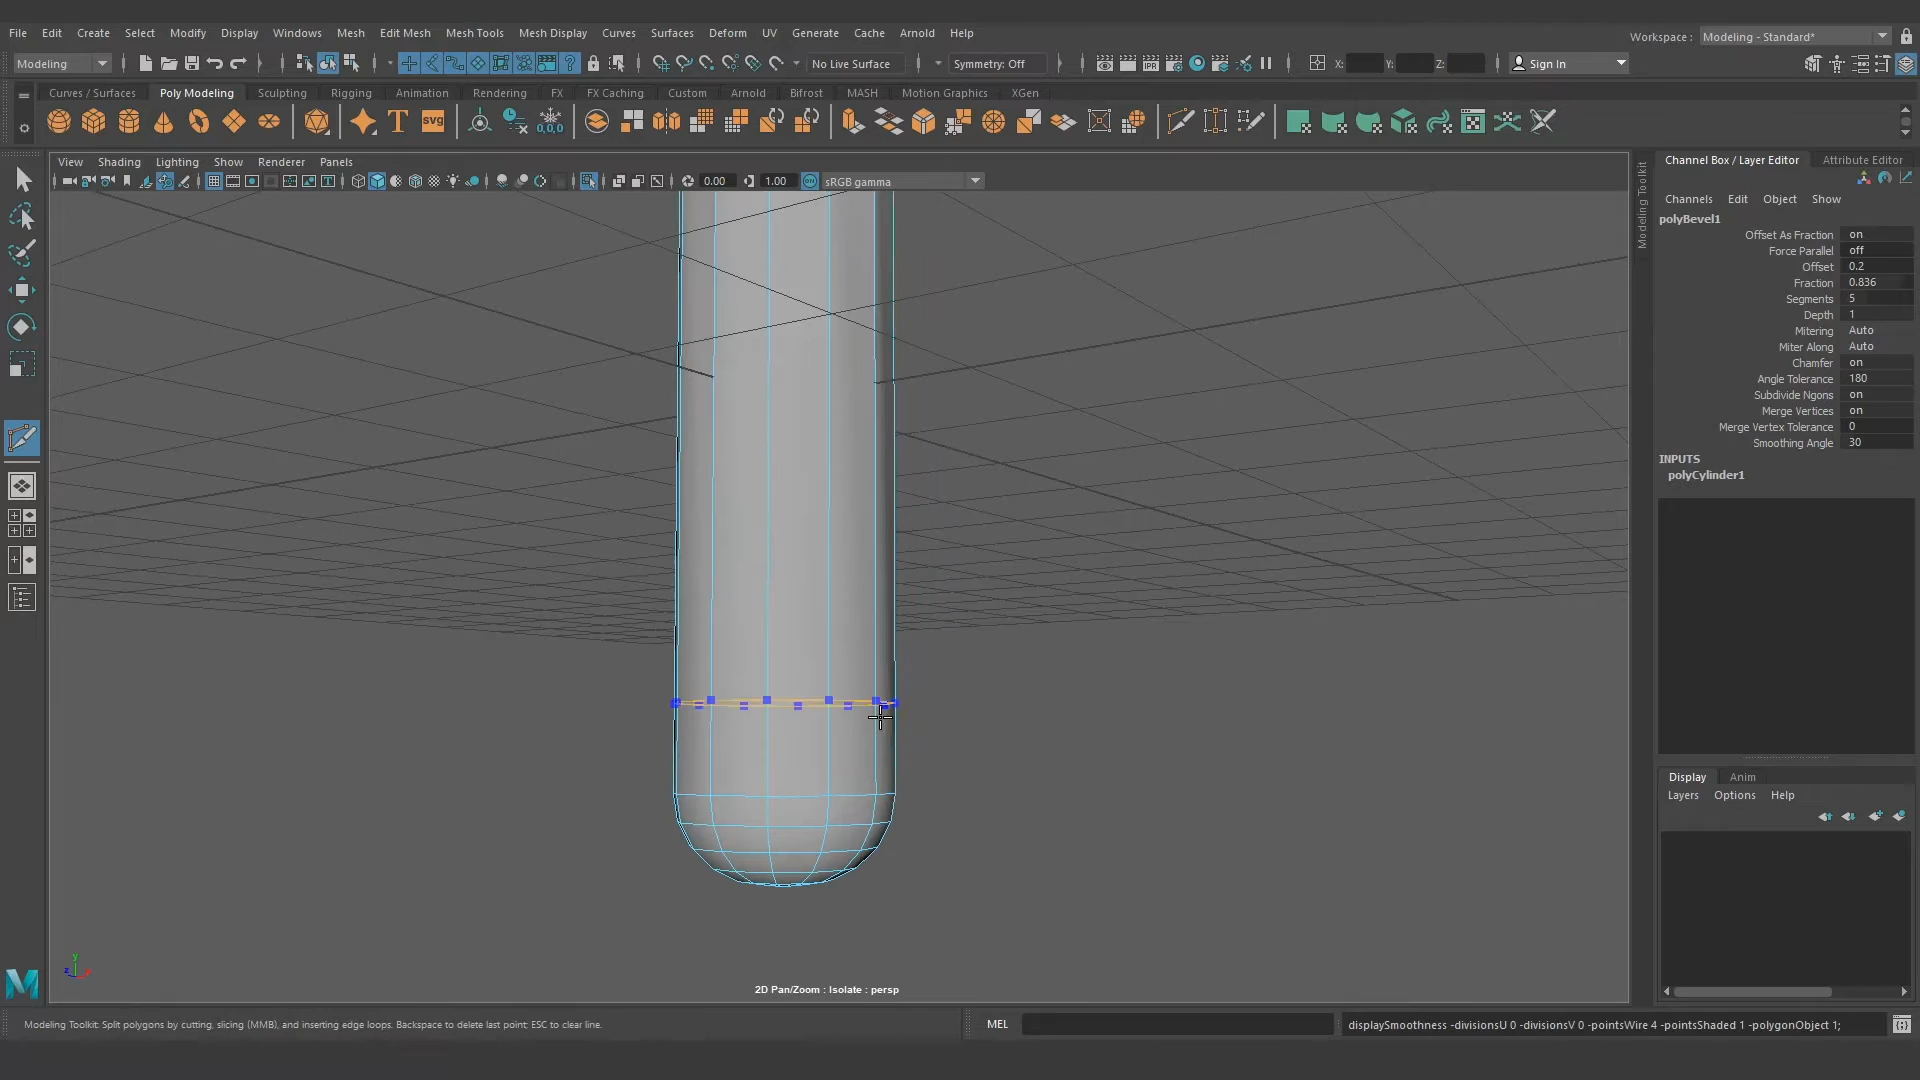 File Edit Create Select Modify Display Windows Mesh Edit Mesh Mesh Tools Mesh Display Curves Surfaces Deform UV Generate Cache Arnold Help
Workspace : Modeling - Standard*
Modeling No Live Surface Symmetry: Off X: Y: Z: Sign In
Curves / Surfaces Poly Modeling Sculpting Rigging Animation Rendering FX FX Caching Custom Arnold Bifrost MASH Motion Graphics XGen
T svg 0,0,0
View Shading Lighting Show Renderer Panels
0.00 1.00 sRGB gamma
Modeling Toolkit
Channel Box / Layer Editor Attribute Editor
Channels Edit Object Show
polyBevel1
Offset As Fraction on
Force Parallel off
Offset 0.2
Fraction 0.836
Segments 5
Depth 1
Mitering Auto
Miter Along Auto
Chamfer on
Angle Tolerance 180
Subdivide Ngons on
Merge Vertices on
Merge Vertex Tolerance 0
Smoothing Angle 30
INPUTS
polyCylinder1
Display Anim
Layers Options Help
y
z
2D Pan/Zoom : Isolate : persp
M
Modeling Toolkit: Split polygons by cutting, slicing (MMB), and inserting edge loops. Backspace to delete last point; ESC to clear line.
MEL
displaySmoothness -divisionsU 0 -divisionsV 0 -pointsWire 4 -pointsShaded 1 -polygonObject 1;